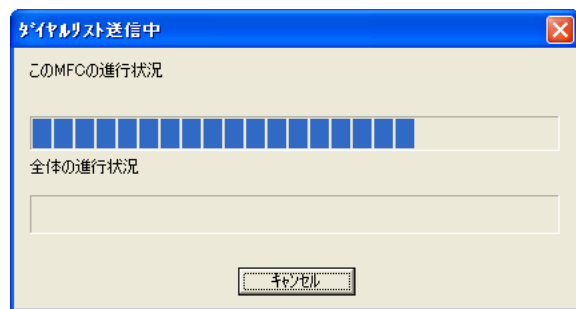 ﾀﾞｲﾔﾙﾘｽﾄ送信中
このMFCの進行状況
全体の進行状況
ｷｬﾝｾﾙ